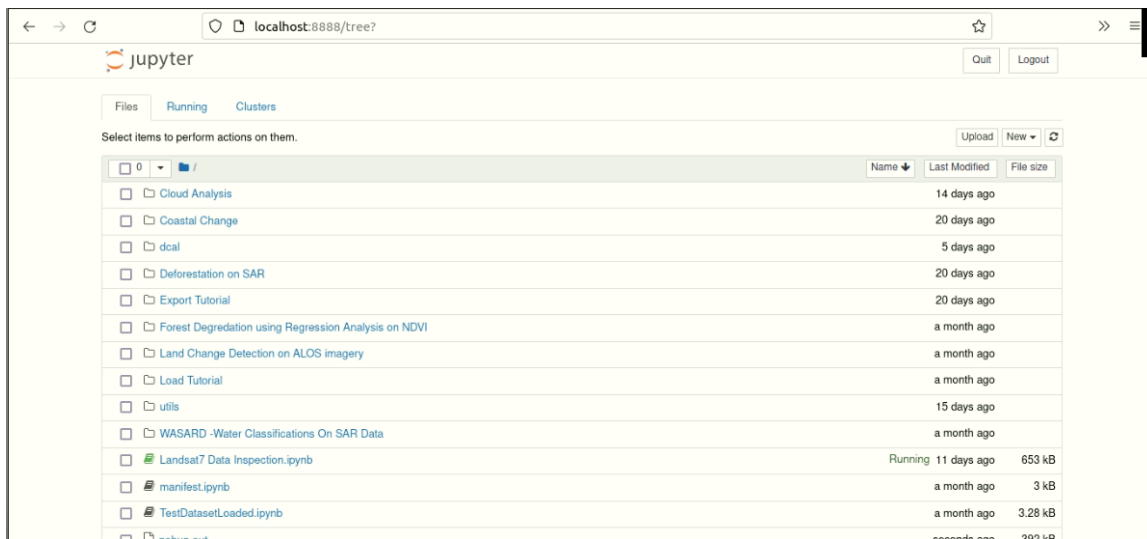 localhost:8888/tree?
jupyter
Quit Logout
Files Running Clusters
Select items to perform actions on them.
Upload New
0 / Name Last Modified File size
Cloud Analysis 14 days ago
Coastal Change 20 days ago
dcal 5 days ago
Deforestation on SAR 20 days ago
Export Tutorial 20 days ago
Forest Degredation using Regression Analysis on NDVI a month ago
Land Change Detection on ALOS imagery a month ago
Load Tutorial a month ago
utils 15 days ago
WASARD -Water Classifications On SAR Data a month ago
Landsat7 Data Inspection.ipynb Running 11 days ago 653 kB
manifest.ipynb a month ago 3 kB
TestDatasetLoaded.ipynb a month ago 3.28 kB
seconds ago 392 kB